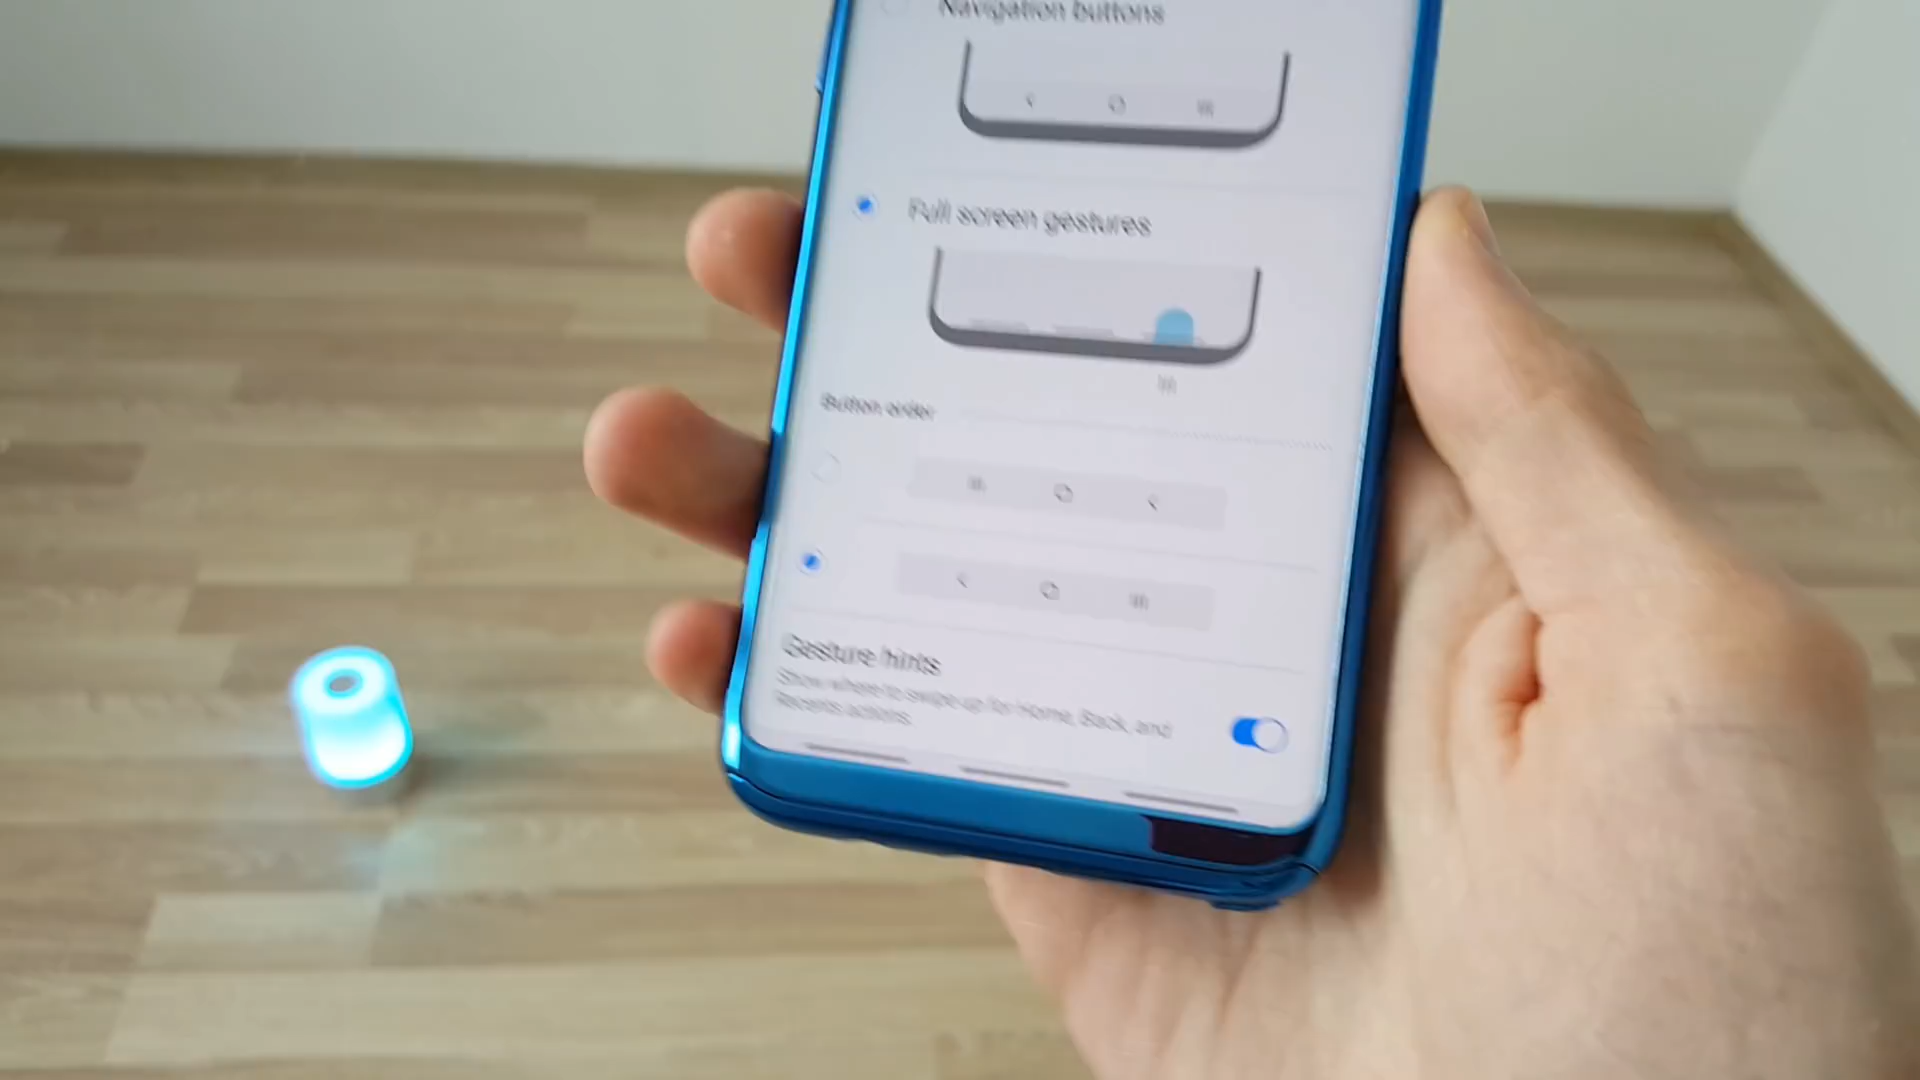 Navigation buttons
Full screen gestures
Button order
Gesture hints
Show where to swipe up for Home, Back, and
Recents actions.